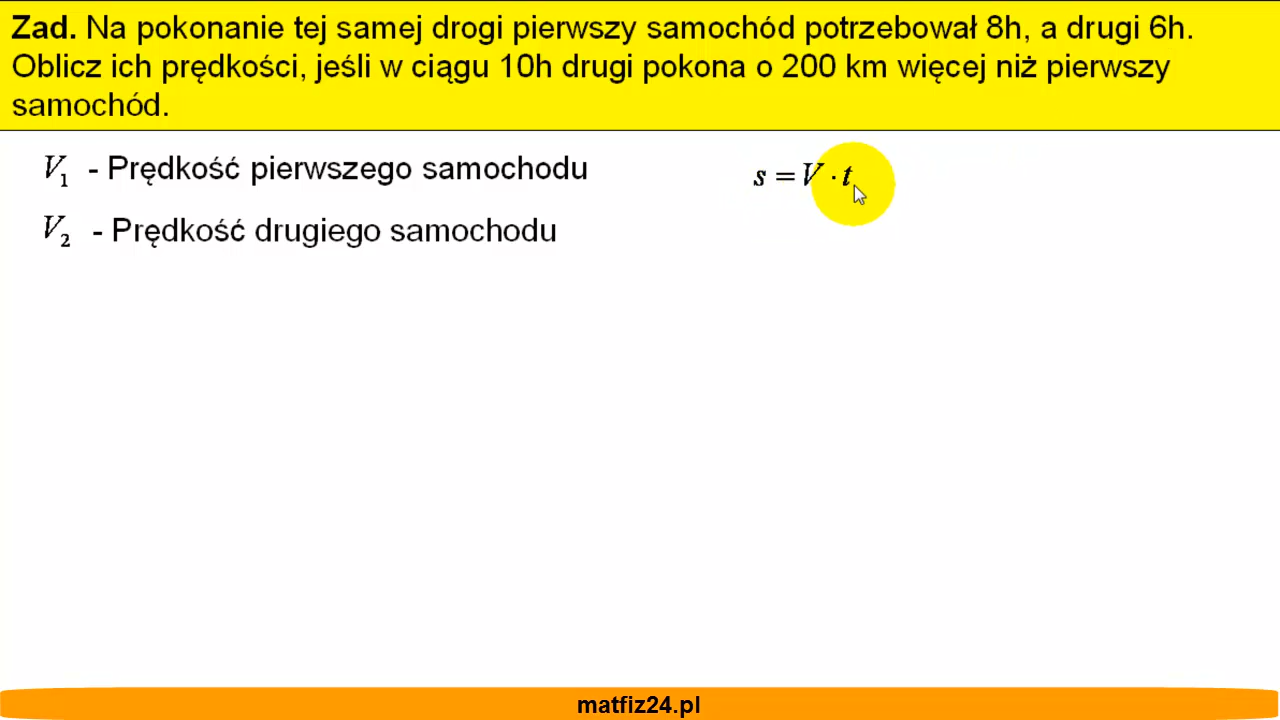 Zad. Na pokonanie tej samej drogi pierwszy samochód potrzebował 8h, a drugi 6h.
Oblicz ich prędkości, jeśli w ciągu 10h drugi pokona o 200 km więcej niż pierwszy
samochód.
V₁ - Prędkość pierwszego samochodu
s = V · t
V₂ - Prędkość drugiego samochodu
matfiz24.pl